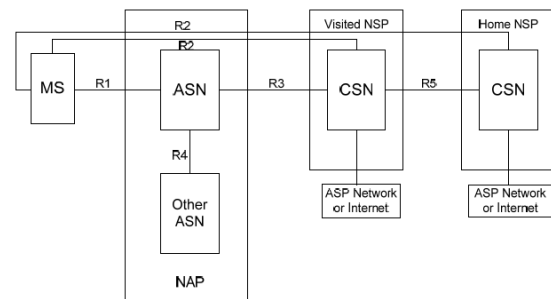 R2
Visited NSP
Home NSP
R2
MS
R1
ASN
R3
CSN
R5
CSN
R4
Other
ASN
ASP Network
or Internet
ASP Network
or Internet
NAP